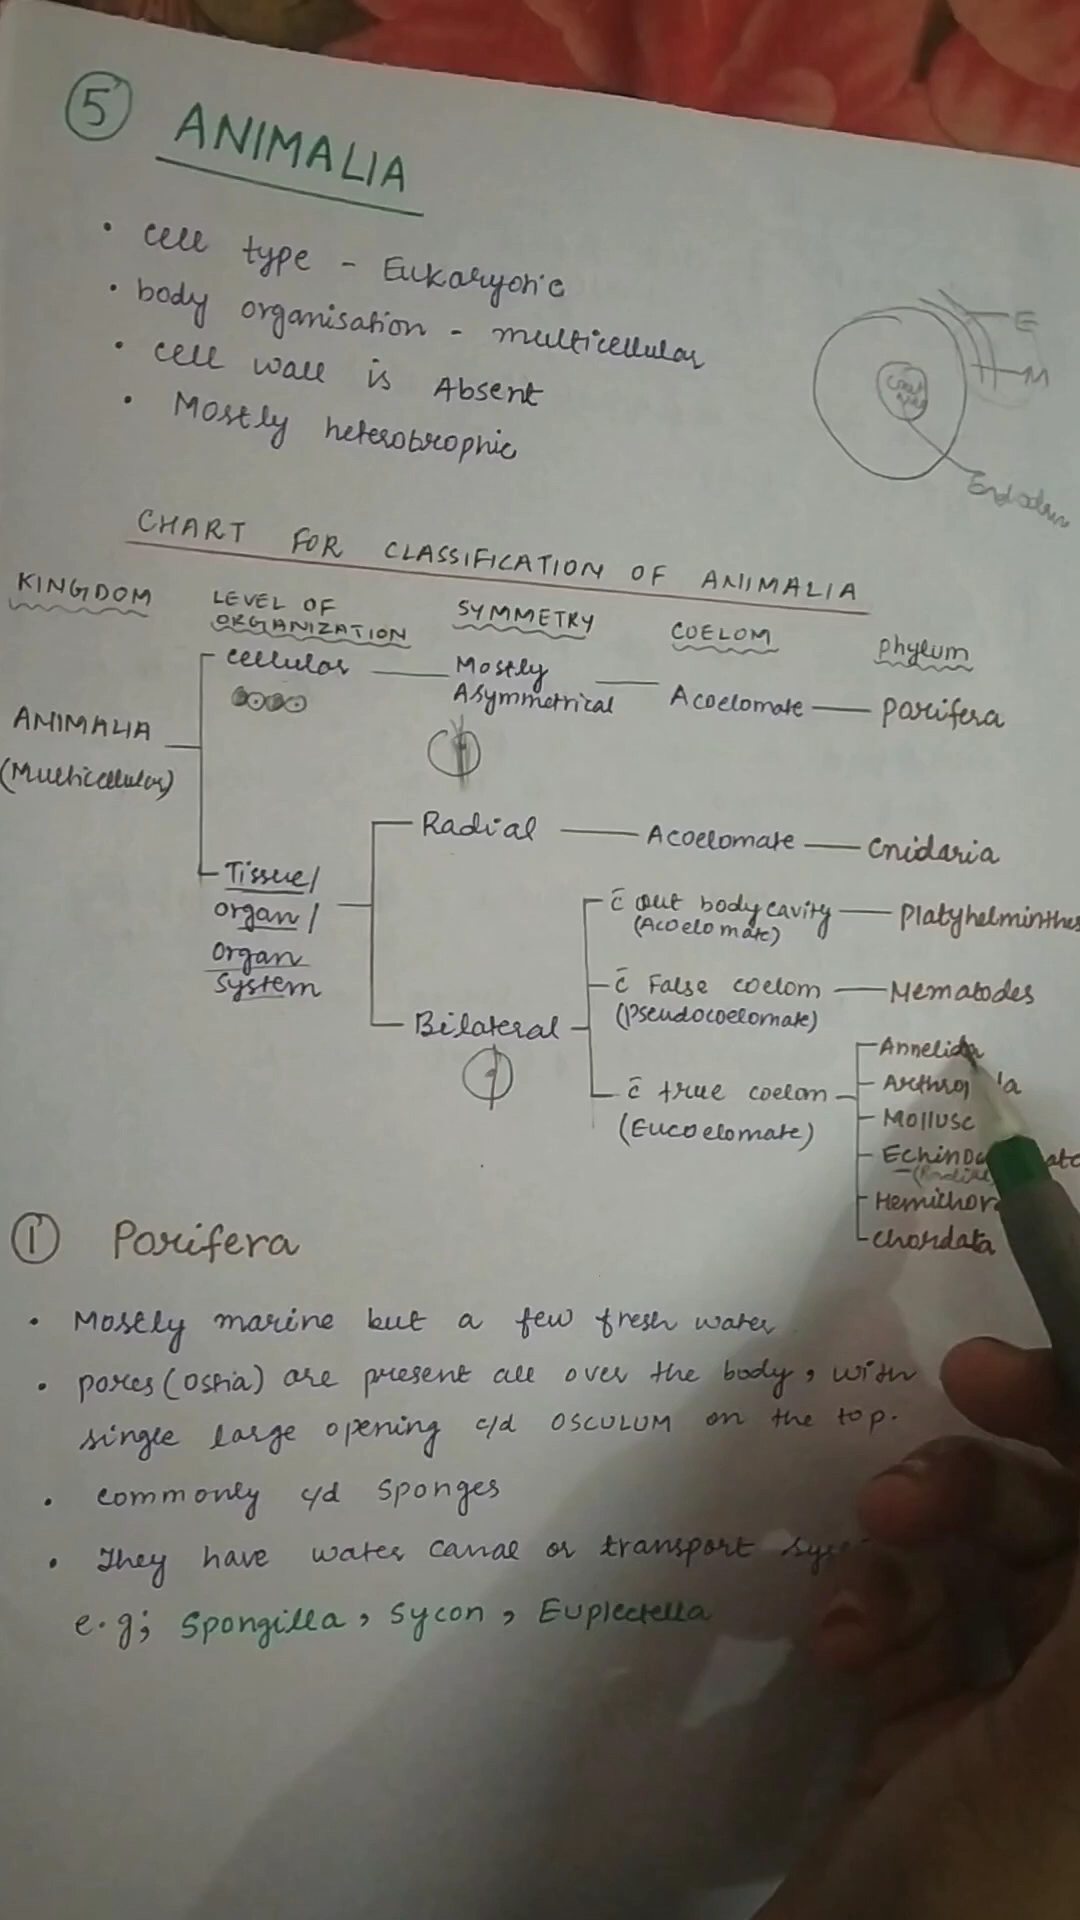 5 ANIMALIA
• cell type - Eukaryotic
• body organisation - multicellular
• cell wall is Absent
• Mostly heterotrophic
E
M
Endoderm
CHART FOR CLASSIFICATION OF ANIMALIA
KINGDOM LEVEL OF ORGANIZATION SYMMETRY COELOM phylum
cellular Mostly Asymmetrical Acoelomate Porifera
ANIMALIA
(Multicellular)
Radial Acoelomate Cnidaria
Tissue/
organ/
organ
system
c̄ out body cavity Platyhelminthes
(Acoelomate)
c̄ False coelom Nematodes
(Pseudocoelomate)
Bilateral
c̄ true coelom
(Eucoelomate)
Annelida
Mollusc
(Radial)
chordata
1 Porifera
• Mostly marine but a few fresh water
• pores (ostia) are present all over the body, with
single large opening c/d OSCULUM on the top.
• commonly c/d sponges
• They have water canal or transport
e.g; Spongilla, Sycon, Euplectella